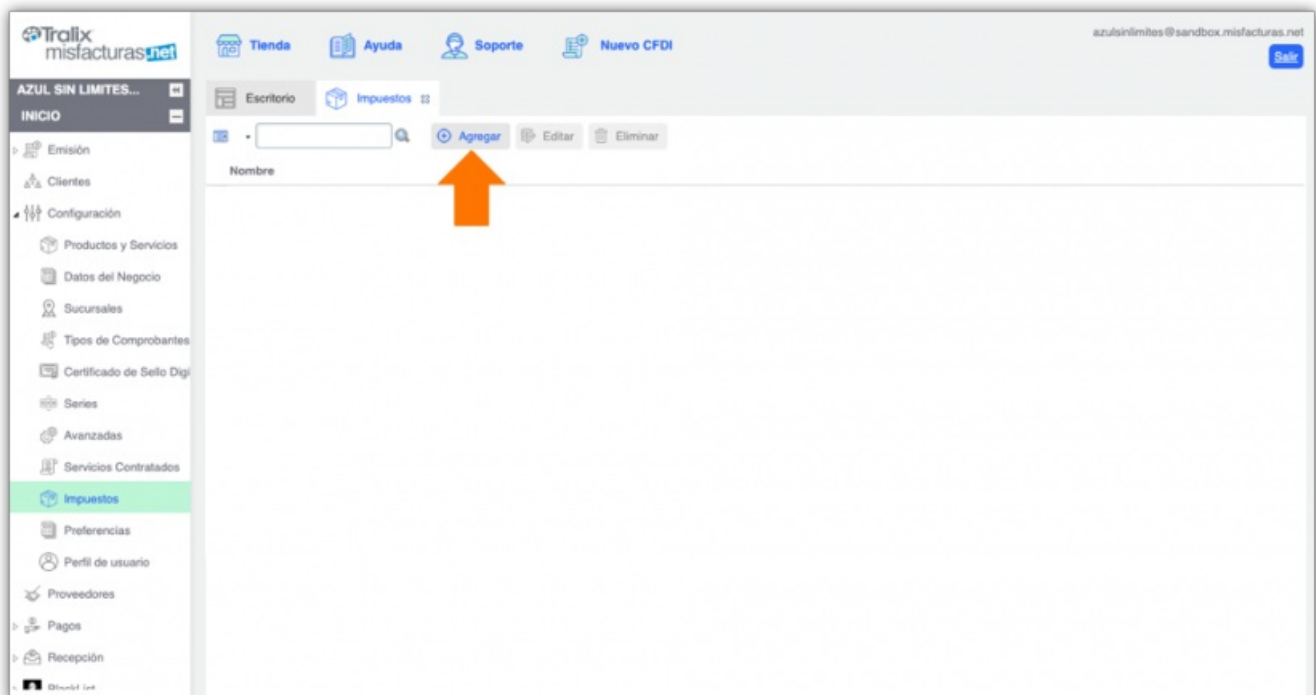 Tralix
misfacturas.net
Tienda
Ayuda
Soporte
Nuevo CFDI
azulsinlimites@sandbox.misfacturas.net
Salir
AZUL SIN LIMITES...
INICIO
Escritorio
Impuestos
Agregar
Editar
Eliminar
Nombre
Emisión
Clientes
Configuración
Productos y Servicios
Datos del Negocio
Sucursales
Tipos de Comprobantes
Certificado de Sello Digi
Series
Avanzadas
Servicios Contratados
Impuestos
Preferencias
Perfil de usuario
Proveedores
Pagos
Recepción
BlackList